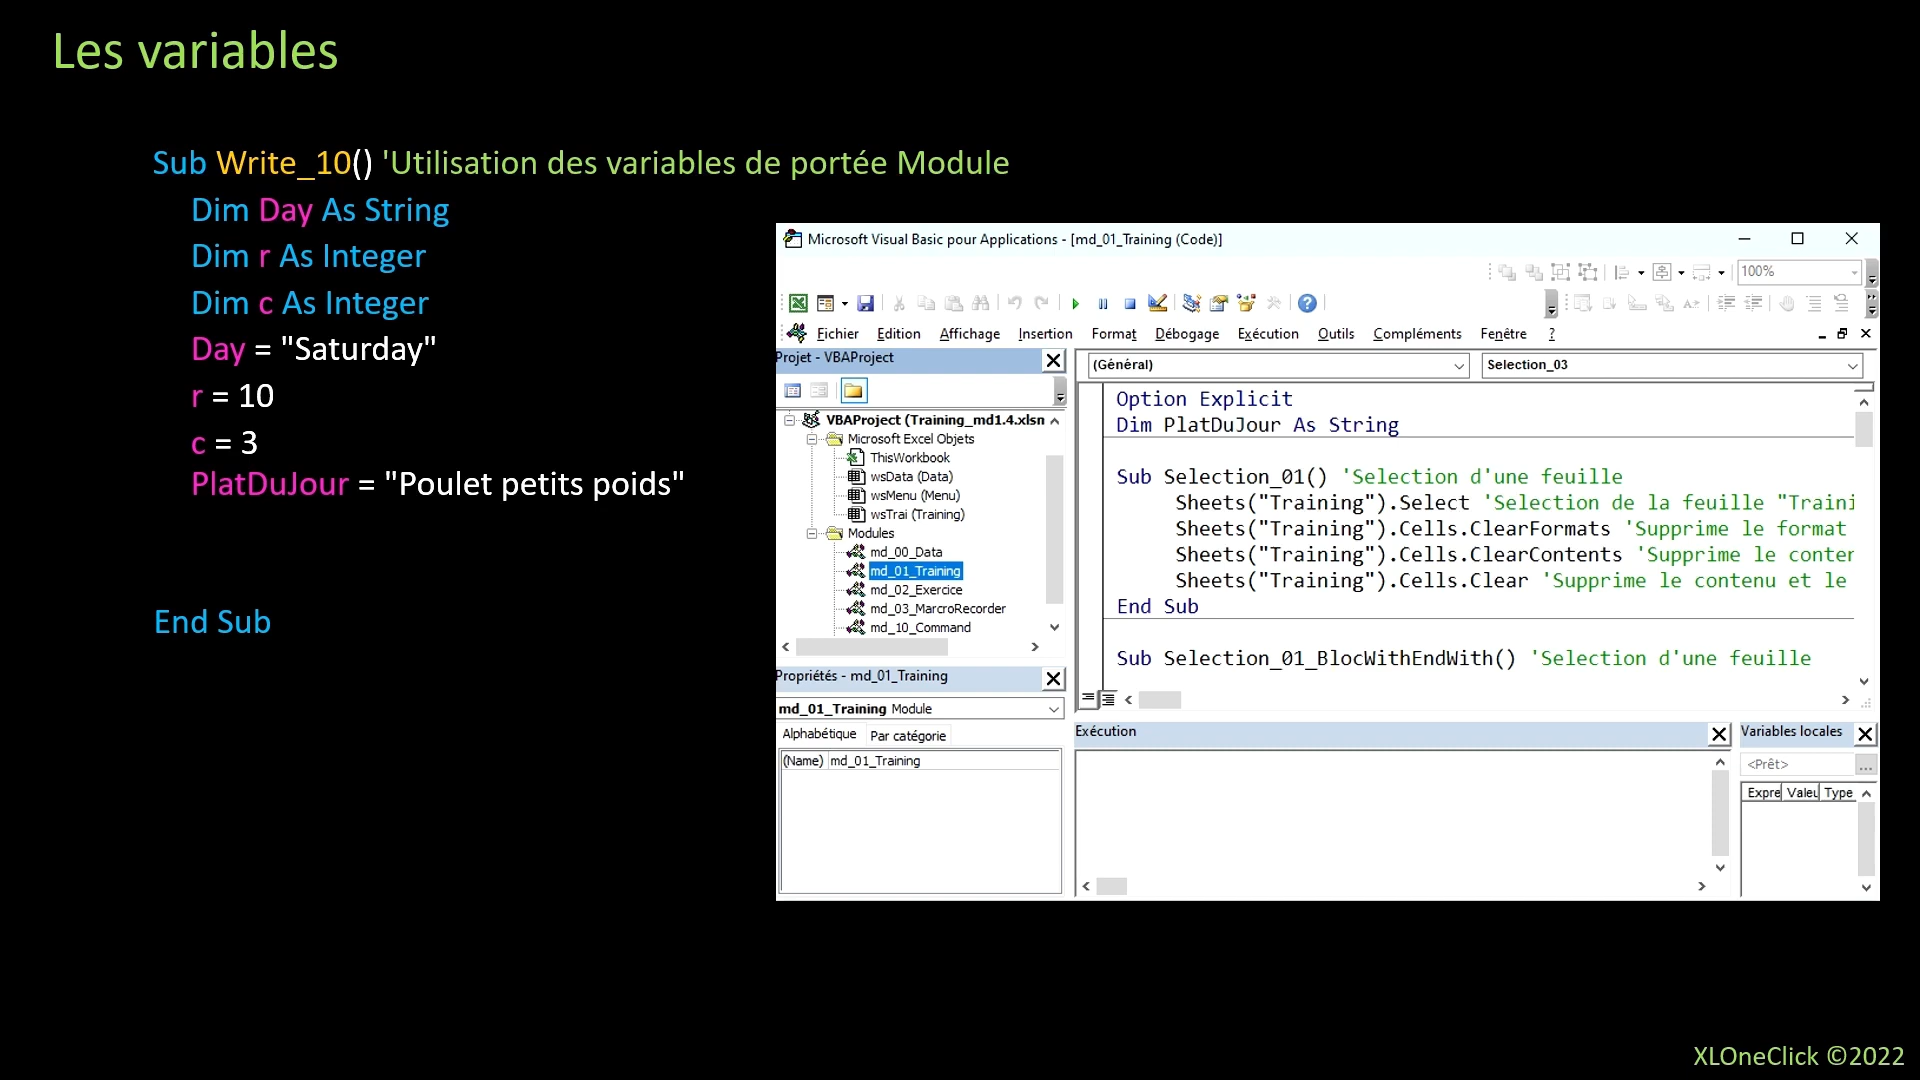 Les variables
Sub Write_10() 'Utilisation des variables de portée Module
Dim Day As String
Dim r As Integer
Dim c As Integer
Day = "Saturday"
r = 10
c = 3
PlatDuJour = "Poulet petits poids"
End Sub
Microsoft Visual Basic pour Applications - [md_01_Training (Code)]
100%
Fichier Edition Affichage Insertion Format Débogage Exécution Outils Compléments Fenêtre ?
Projet - VBAProject
VBAProject (Training_md1.4.xlsn
Microsoft Excel Objets
ThisWorkbook
wsData (Data)
wsMenu (Menu)
wsTrai (Training)
Modules
md_00_Data
md_01_Training
md_02_Exercice
md_03_MarcroRecorder
md_10_Command
Propriétés - md_01_Training
md_01_Training Module
Alphabétique Par catégorie
(Name) md_01_Training
(Général) Selection_03
Option Explicit
Dim PlatDuJour As String
Sub Selection_01() 'Selection d'une feuille
Sheets("Training").Select 'Selection de la feuille "Traini
Sheets("Training").Cells.ClearFormats 'Supprime le format
Sheets("Training").Cells.ClearContents 'Supprime le conter
Sheets("Training").Cells.Clear 'Supprime le contenu et le
End Sub
Sub Selection_01_BlocWithEndWith() 'Selection d'une feuille
Exécution
Variables locales
<Prêt>
...
Expre Valeu Type
XLOneClick ©2022